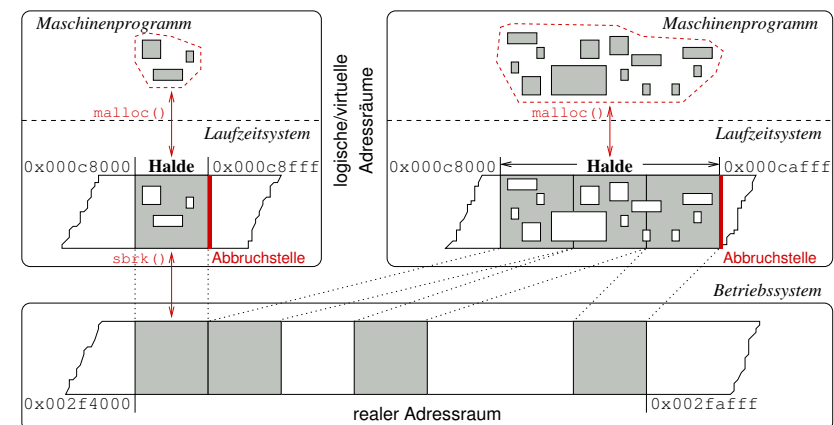 Maschinenprogramm
malloc()
Laufzeitsystem
0x000c8000 Halde 0x000c8fff
Abbruchstelle
sbrk()
logische/virtuelle
Adressräume
Maschinenprogramm
malloc()
Laufzeitsystem
0x000c8000 Halde 0x000cafff
Abbruchstelle
Betriebssystem
0x002f4000 0x002fafff
realer Adressraum